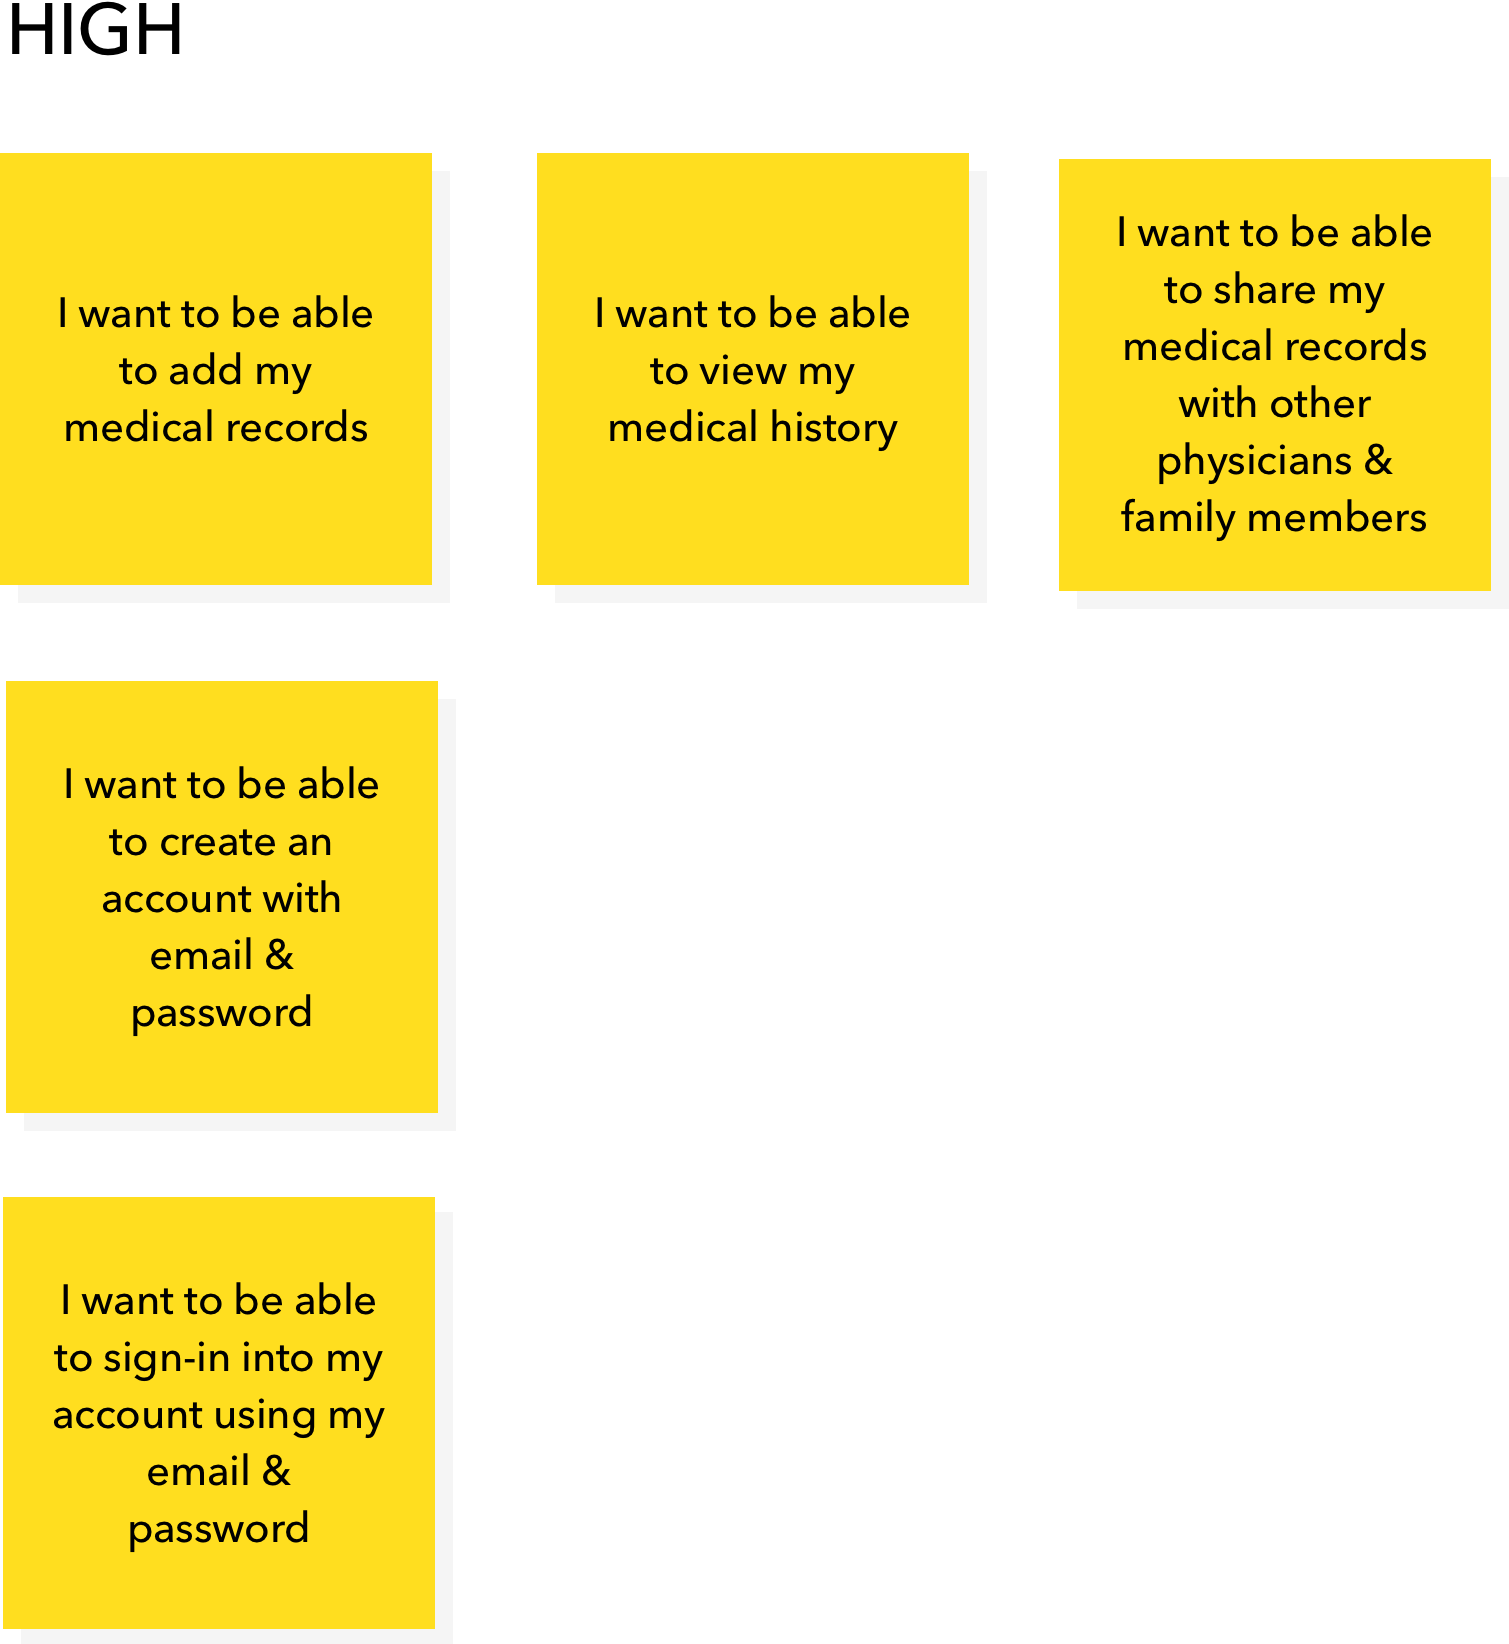 HIGH
I want to be able
to add my
medical records
I want to be able
to view my
medical history
I want to be able
to share my
medical records
with other
physicians &
family members
I want to be able
to create an
account with
email &
password
I want to be able
to sign-in into my
account using my
email &
password